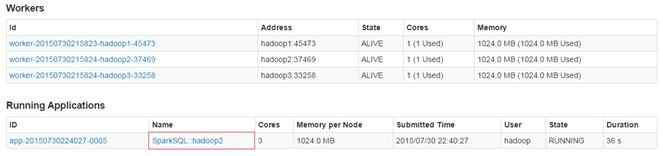 Workers
Id Address State Cores Memory
worker-20150730215823-hadoop1-45473 hadoop1:45473 ALIVE 1 (1 Used) 1024.0 MB (1024.0 MB Used)
worker-20150730215824-hadoop2-37469 hadoop2:37469 ALIVE 1 (1 Used) 1024.0 MB (1024.0 MB Used)
worker-20150730215824-hadoop3-33258 hadoop3:33258 ALIVE 1 (1 Used) 1024.0 MB (1024.0 MB Used)
Running Applications
ID Name Cores Memory per Node Submitted Time User State Duration
app-20150730224027-0005 SparkSQL::hadoop2 3 1024.0 MB 2015/07/30 22:40:27 hadoop RUNNING 36 s